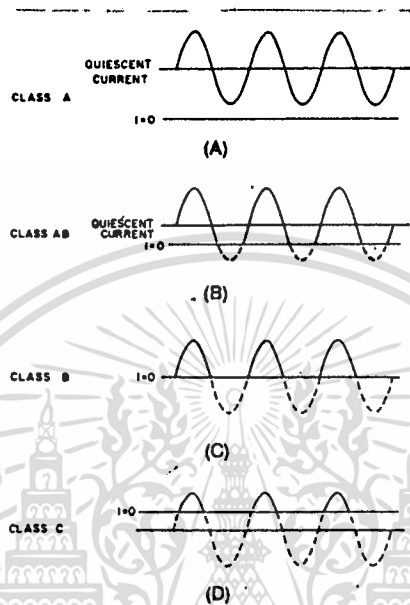 QUIESCENT
CURRENT
CLASS A
I=0
(A)
QUIESCENT
CURRENT
CLASS AB
I=0
(B)
CLASS B
I=0
(C)
I=0
CLASS C
(D)